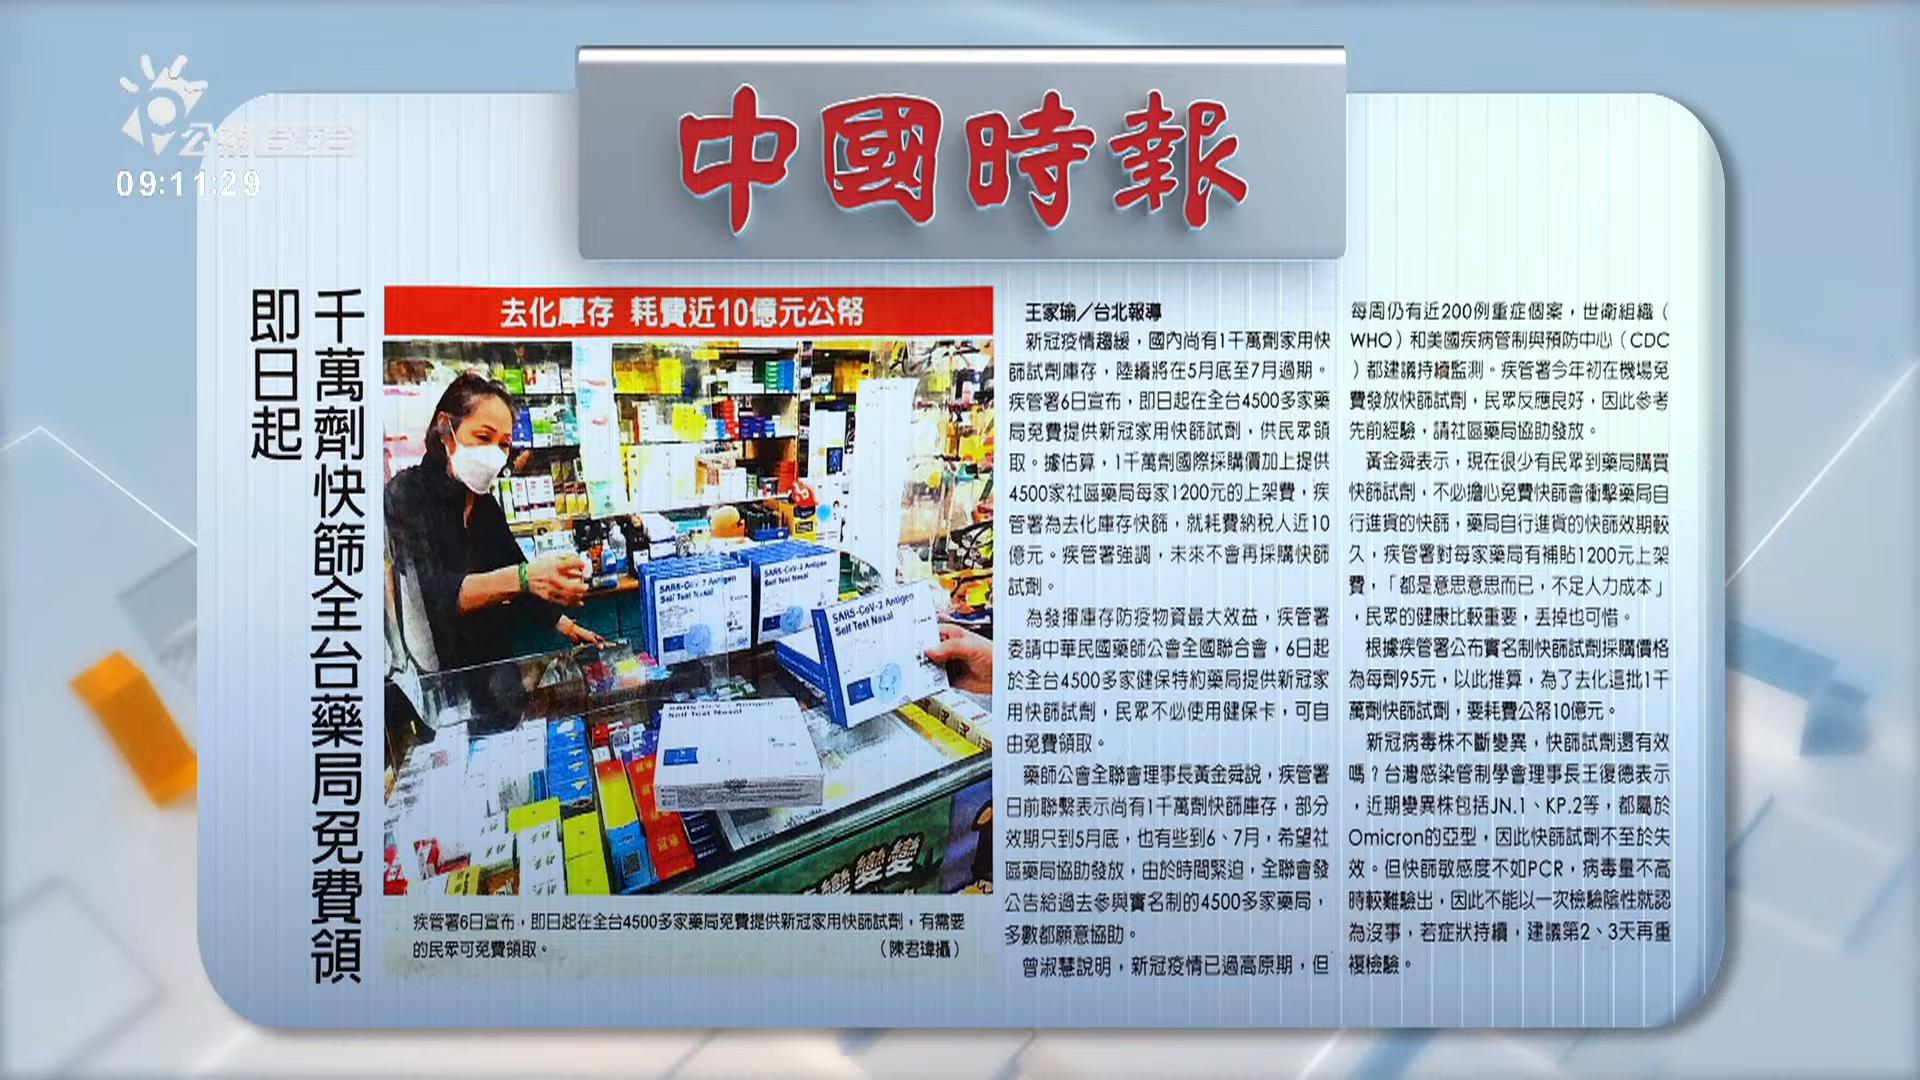 中國時報
09:11:29
即日起
千萬劑快篩全台藥局免費領
去化庫存 耗費近10億元公帑
SARS-CoV-2 Antigen
Self Test Nasal
SARS-CoV-2 Antigen
Self Test Nasal
SARS-CoV-2 Antigen
Self Test Nasal
Self Test Nasal
疾管署6日宣布，即日起在全台4500多家藥局免費提供新冠家用快篩試劑，有需要
的民眾可免費領取。 （陳君瑋攝）
王家瑜／台北報導
新冠疫情趨緩，國內尚有1千萬劑家用快
篩試劑庫存，陸續將在5月底至7月過期。
疾管署6日宣布，即日起在全台4500多家藥
局免費提供新冠家用快篩試劑，供民眾領
取。據估算，1千萬劑國際採購價加上提供
4500家社區藥局每家1200元的上架費，疾
管署為去化庫存快篩，就耗費納稅人近10
億元。疾管署強調，未來不會再採購快篩
試劑。
為發揮庫存防疫物資最大效益，疾管署
委請中華民國藥師公會全國聯合會，6日起
於全台4500多家健保特約藥局提供新冠家
用快篩試劑，民眾不必使用健保卡，可自
由免費領取。
藥師公會全聯會理事長黃金舜說，疾管署
日前聯繫表示尚有1千萬劑快篩庫存，部分
效期只到5月底，也有些到6、7月，希望社
區藥局協助發放，由於時間緊迫，全聯會發
公告給過去參與實名制的4500多家藥局，
多數都願意協助。
曾淑慧說明，新冠疫情已過高原期，但
每周仍有近200例重症個案，世衛組織（
WHO）和美國疾病管制與預防中心（CDC
）都建議持續監測。疾管署今年初在機場免
費發放快篩試劑，民眾反應良好，因此參考
先前經驗，請社區藥局協助發放。
黃金舜表示，現在很少有民眾到藥局購買
快篩試劑，不必擔心免費快篩會衝擊藥局自
行進貨的快篩，藥局自行進貨的快篩效期較
久，疾管署對每家藥局有補貼1200元上架
費，「都是意思意思而已，不足人力成本」
，民眾的健康比較重要，丟掉也可惜。
根據疾管署公布實名制快篩試劑採購價格
為每劑95元，以此推算，為了去化這批1千
萬劑快篩試劑，要耗費公帑10億元。
新冠病毒株不斷變異，快篩試劑還有效
嗎？台灣感染管制學會理事長王復德表示
，近期變異株包括JN.1、KP.2等，都屬於
Omicron的亞型，因此快篩試劑不至於失
效。但快篩敏感度不如PCR，病毒量不高
時較難驗出，因此不能以一次檢驗陰性就認
為沒事，若症狀持續，建議第2、3天再重
複檢驗。